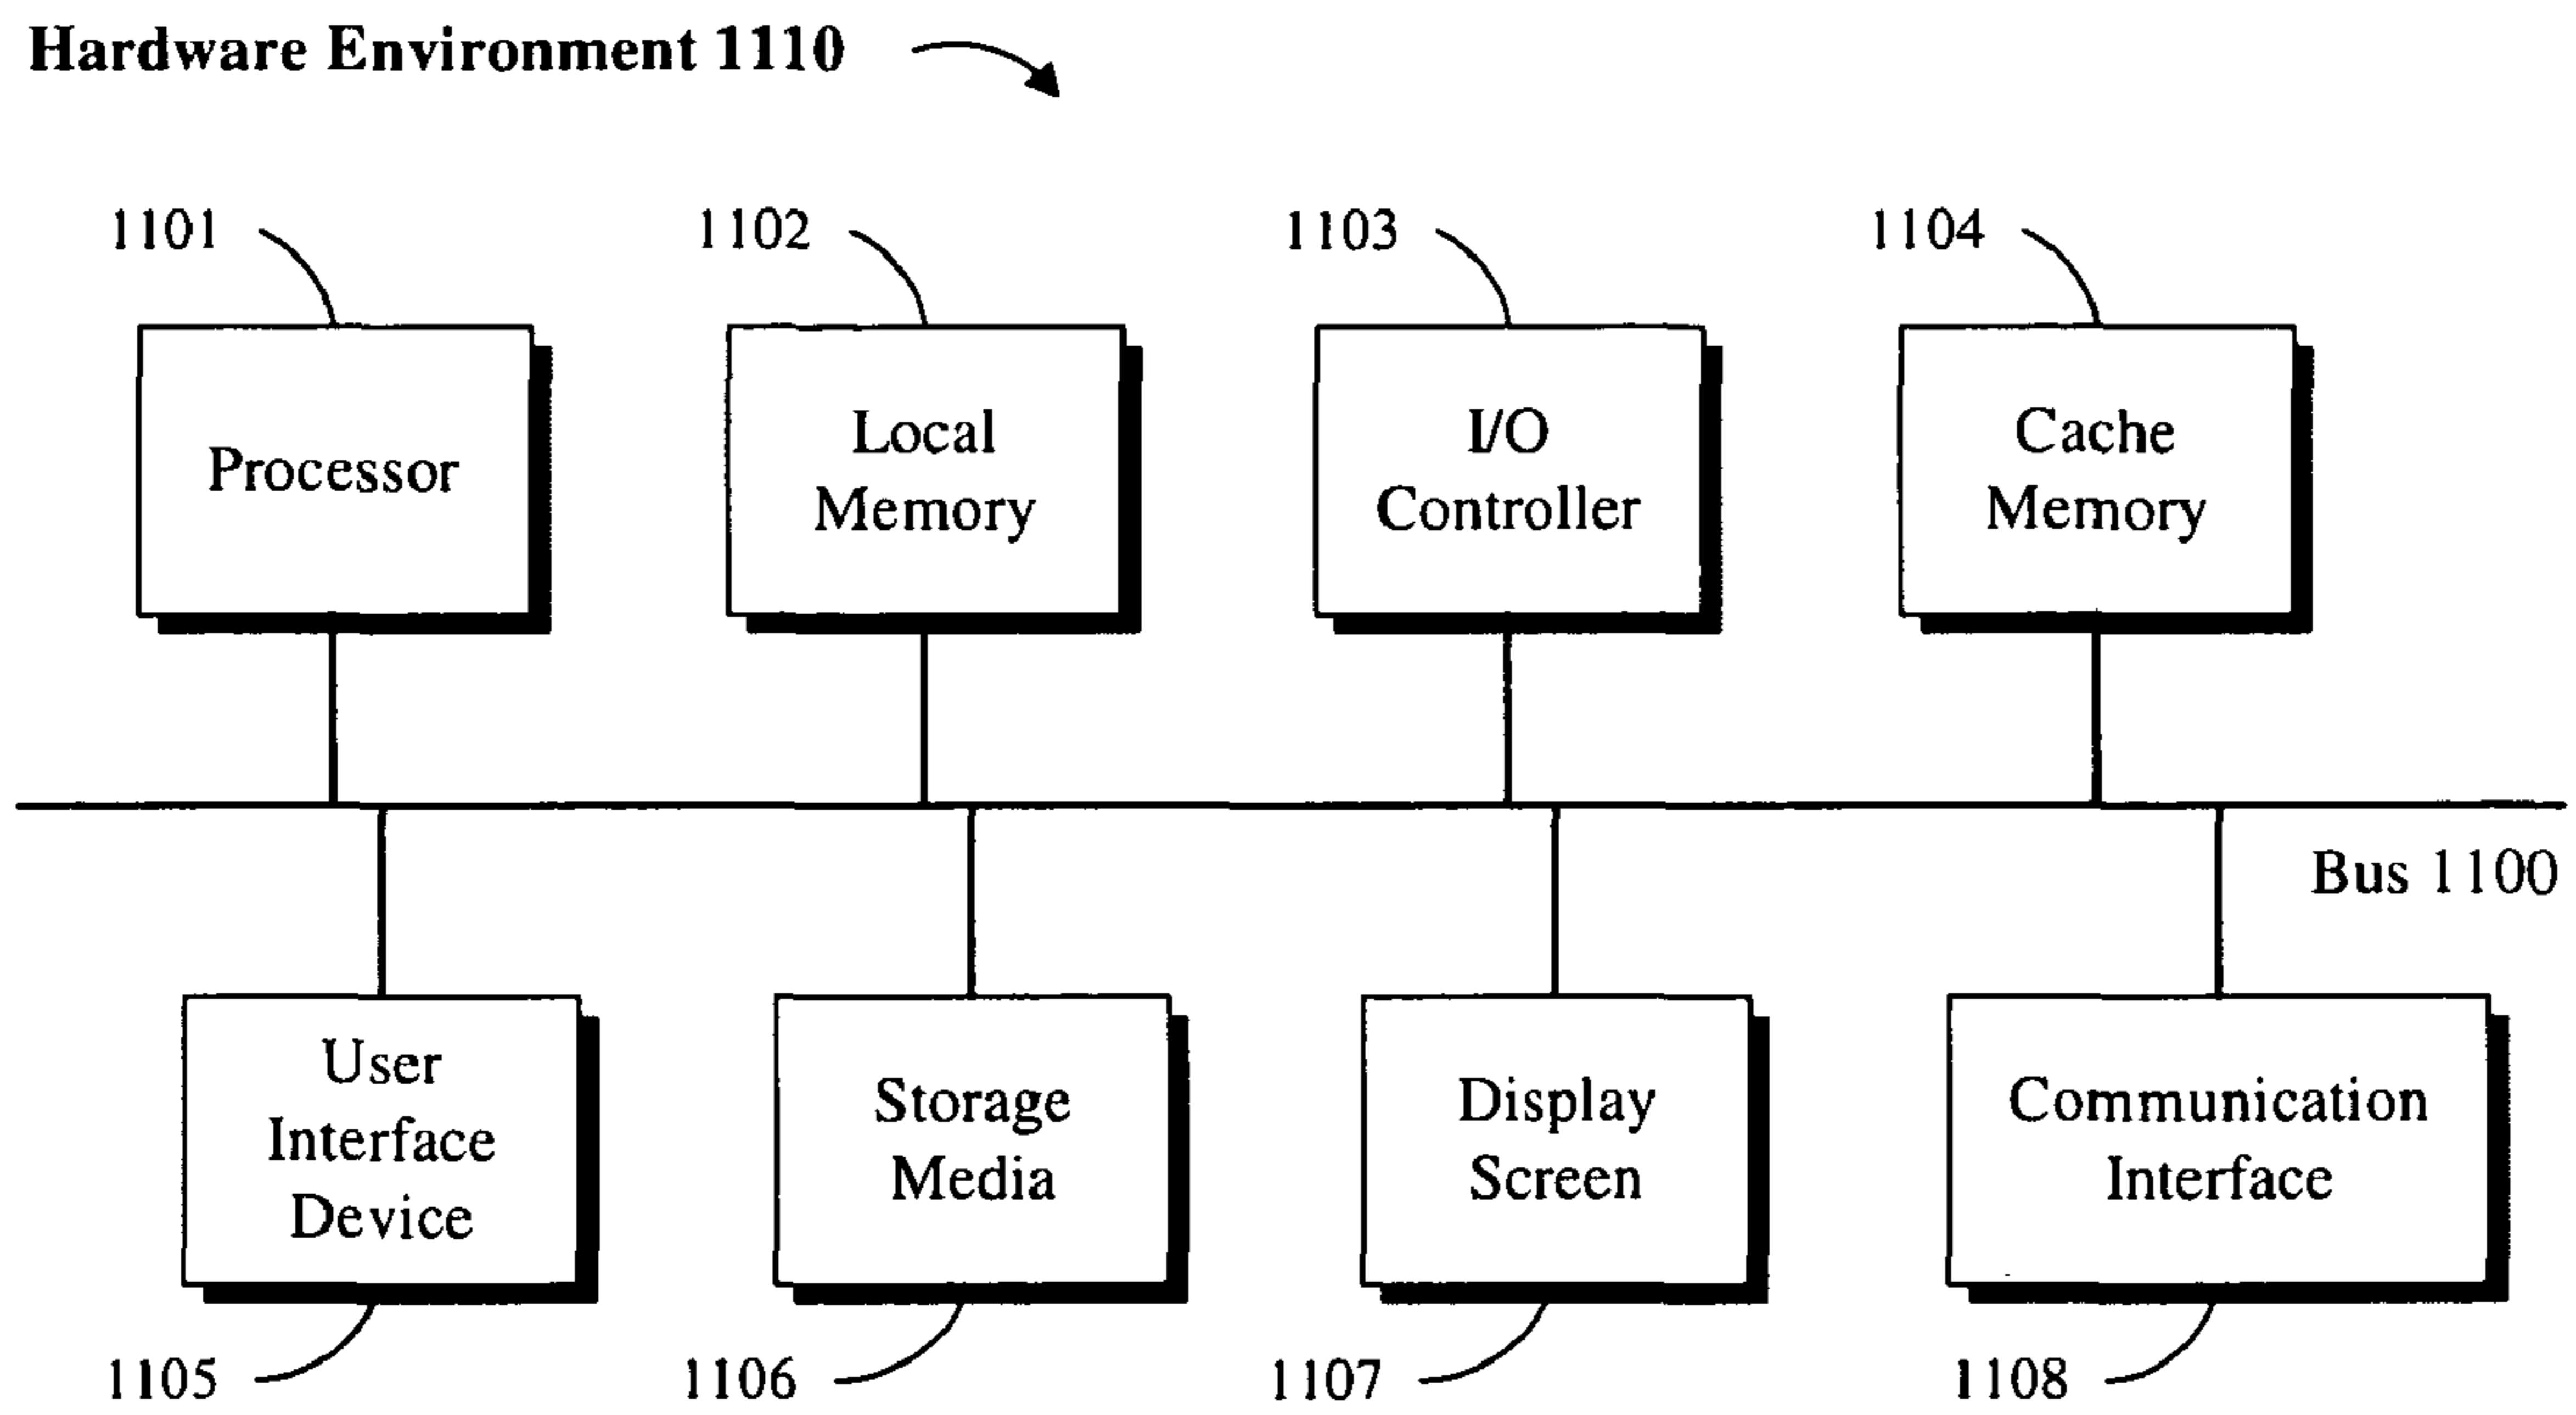 Hardware Environment 1110
1101
1102
1103
1104
Processor
Local
Memory
I/O
Controller
Cache
Memory
Bus 1100
User
Interface
Device
Storage
Media
Display
Screen
Communication
Interface
1105
1106
1107
1108